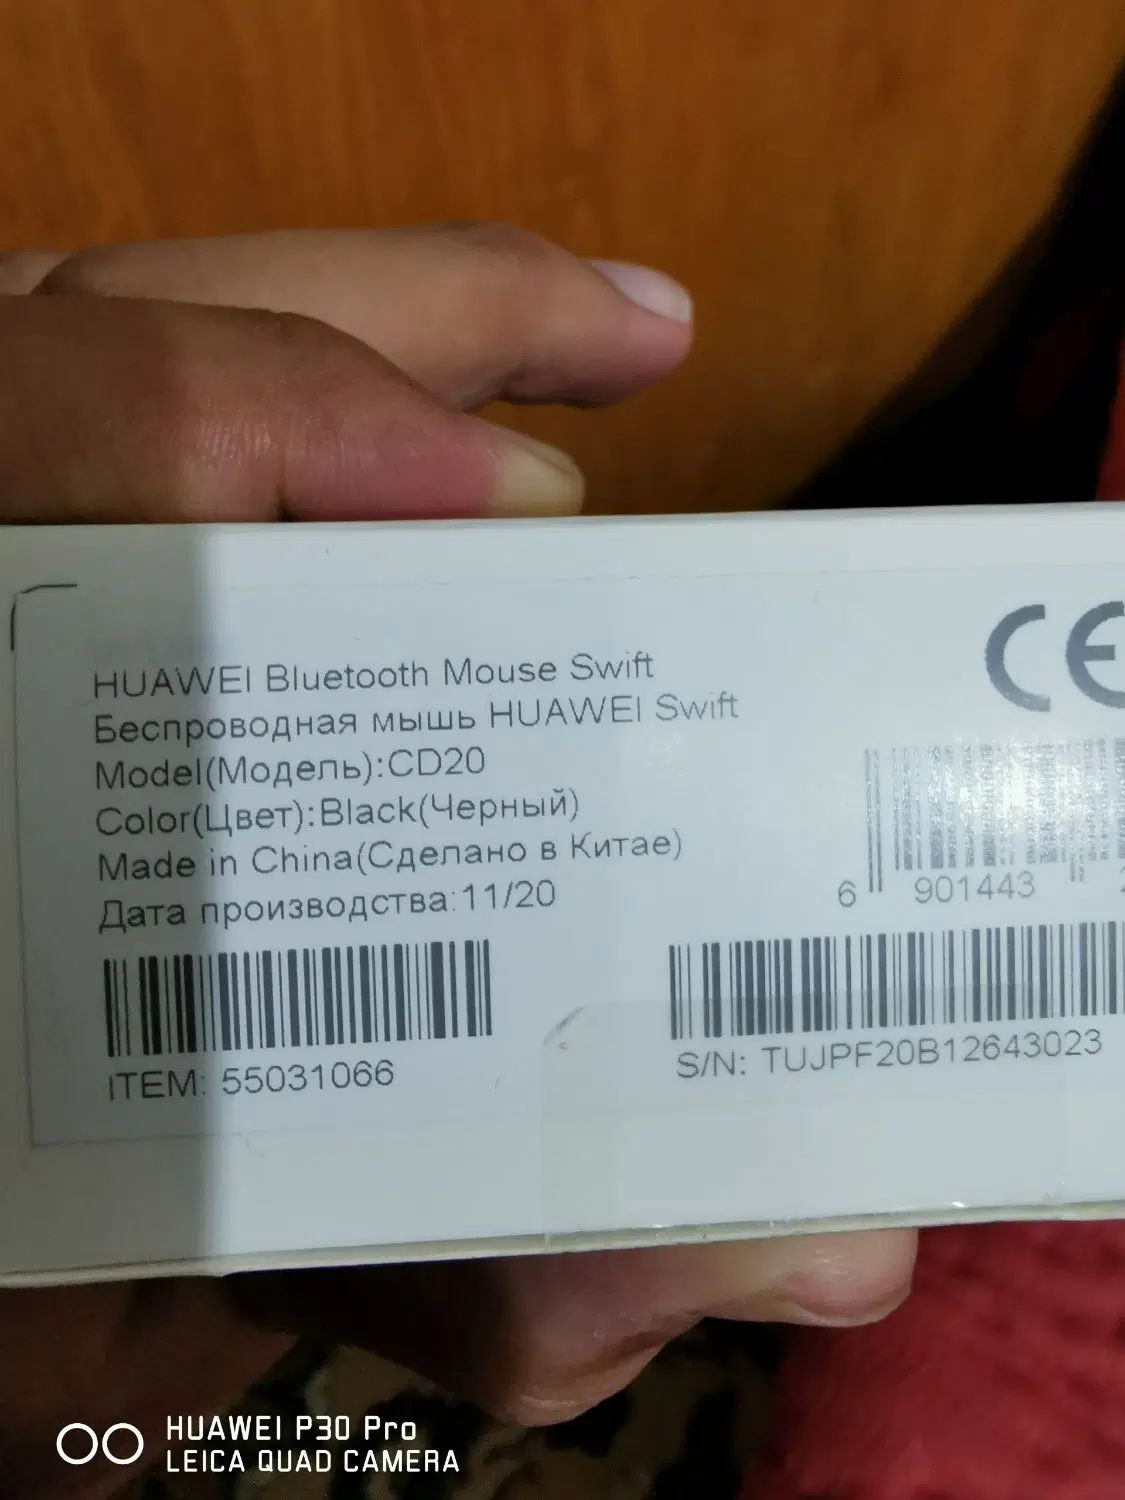 HUAWEI Bluetooth Mouse Swift
Беспроводная мышь HUAWEI Swift
Model(Модель):CD20
Color(Цвет):Black(Черный)
Made in China(Сделано в Китае)
Дата производства:11/20
ITEM: 55031066
CE
6 901443
S/N: TUJPF20B12643023
HUAWEI P30 Pro
LEICA QUAD CAMERA